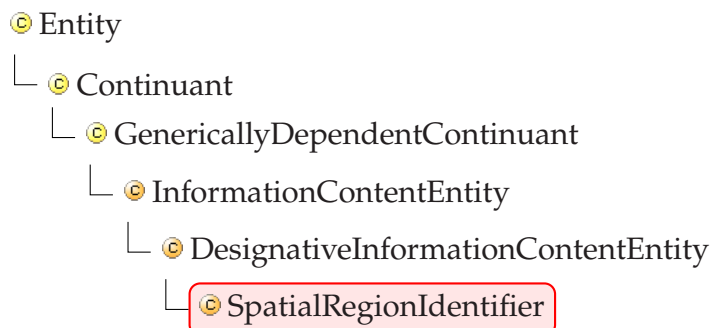 C Entity
C Continuant
C GenericallyDependentContinuant
C InformationContentEntity
C DesignativeInformationContentEntity
C SpatialRegionIdentifier